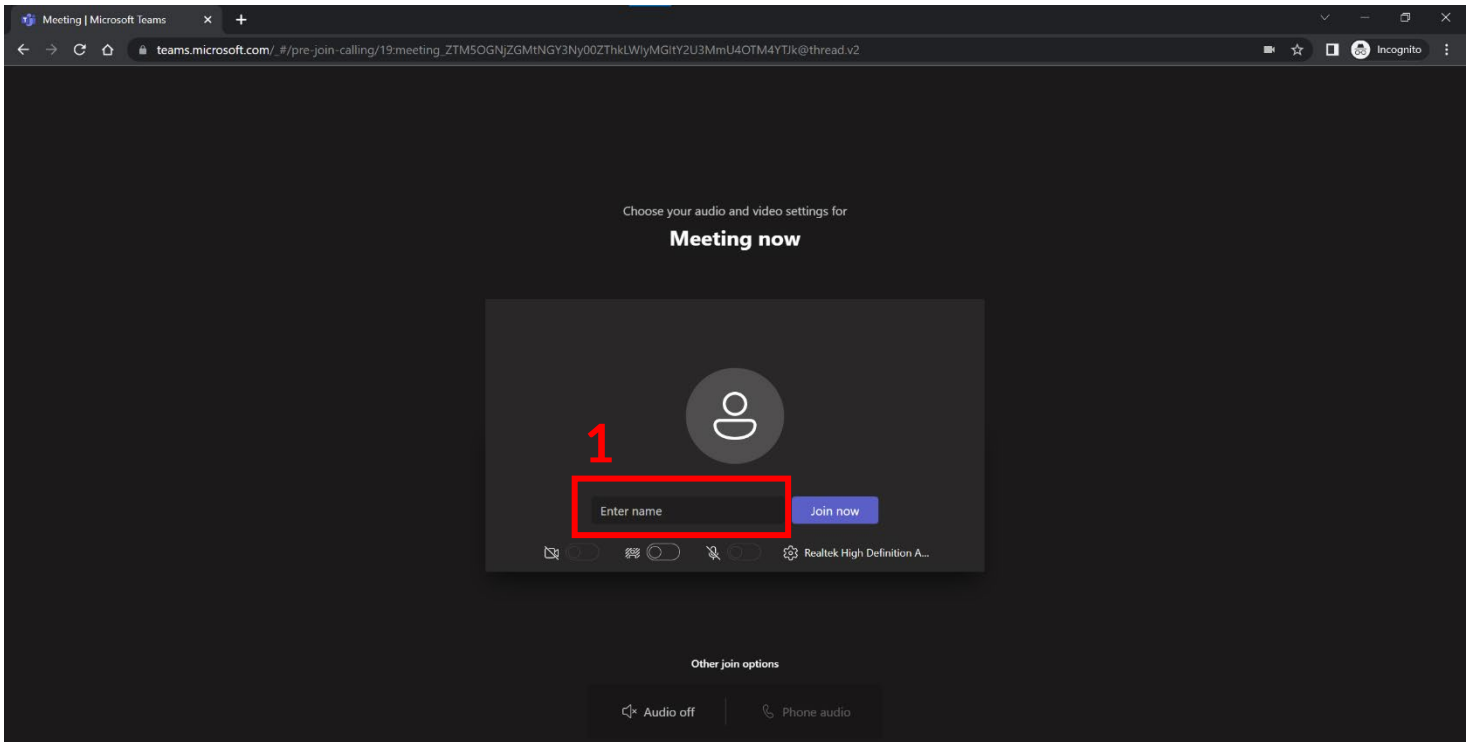 Meeting | Microsoft Teams
teams.microsoft.com/_#/pre-join-calling/19:meeting_ZTM5OGNjZGMtNGY3Ny00ZThkLWIyMGItY2U3MmU4OTM4YTJk@thread.v2
Incognito
Choose your audio and video settings for
Meeting now
1
Enter name
Join now
Realtek High Definition A...
Other join options
Audio off
Phone audio